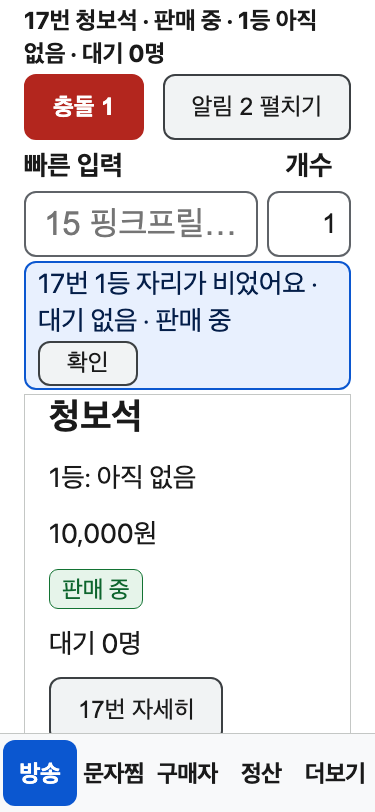 17번 청보석 · 판매 중 · 1등 아직
없음 · 대기 0명
충돌 1
알림 2 펼치기
빠른 입력
개수
15 핑크프릴...
1
17번 1등 자리가 비었어요 ·
대기 없음 · 판매 중
확인
청보석
1등: 아직 없음
10,000원
판매 중
대기 0명
17번 자세히
방송
문자찜
구매자
정산
더보기